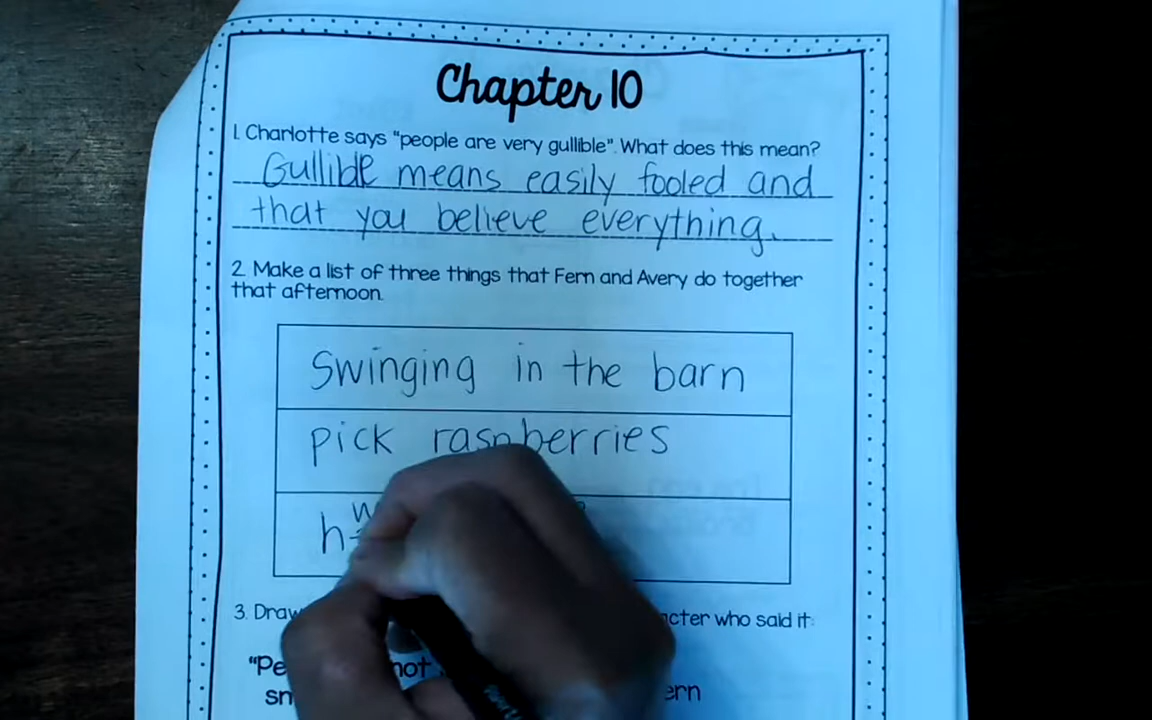 Chapter 10
1. Charlotte says "people are very gullible". What does this mean?
Gullible means easily fooled and
that you believe everything.
2. Make a list of three things that Fern and Avery do together
that afternoon.
Swinging in the barn
pick raspberries
3. Draw who said it:
not